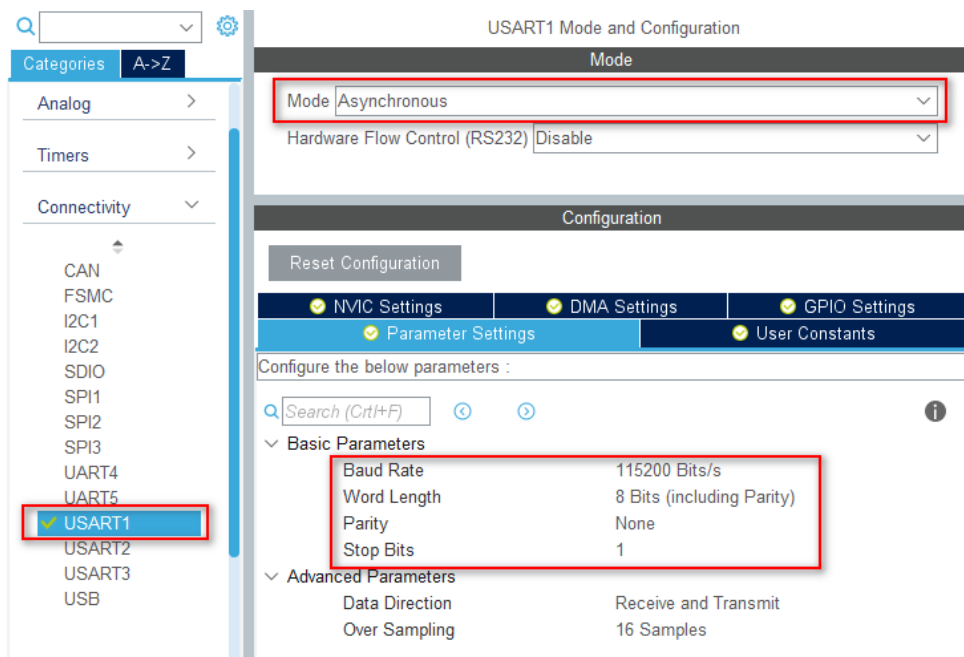 Categories
A->Z
Analog
Timers
Connectivity
CAN
FSMC
I2C1
I2C2
SDIO
SPI1
SPI2
SPI3
UART4
UART5
USART1
USART2
USART3
USB
USART1 Mode and Configuration
Mode
Mode Asynchronous
Hardware Flow Control (RS232) Disable
Configuration
Reset Configuration
NVIC Settings
DMA Settings
GPIO Settings
Parameter Settings
User Constants
Configure the below parameters :
Search (Crtl+F)
Basic Parameters
Baud Rate 115200 Bits/s
Word Length 8 Bits (including Parity)
Parity None
Stop Bits 1
Advanced Parameters
Data Direction Receive and Transmit
Over Sampling 16 Samples